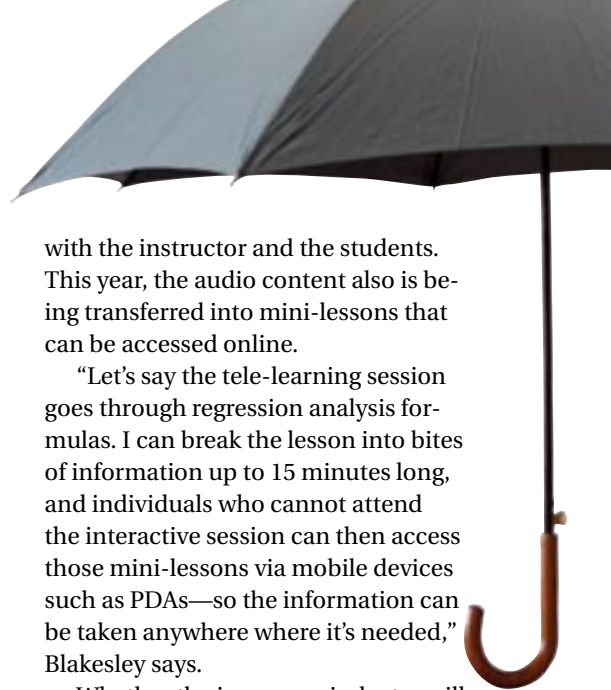 with the instructor and the students.
This year, the audio content also is be-
ing transferred into mini-lessons that
can be accessed online.
“Let’s say the tele-learning session
goes through regression analysis for-
mulas. I can break the lesson into bites
of information up to 15 minutes long,
and individuals who cannot attend
the interactive session can then access
those mini-lessons via mobile devices
such as PDAs—so the information can
be taken anywhere where it’s needed,”
Blakesley says.